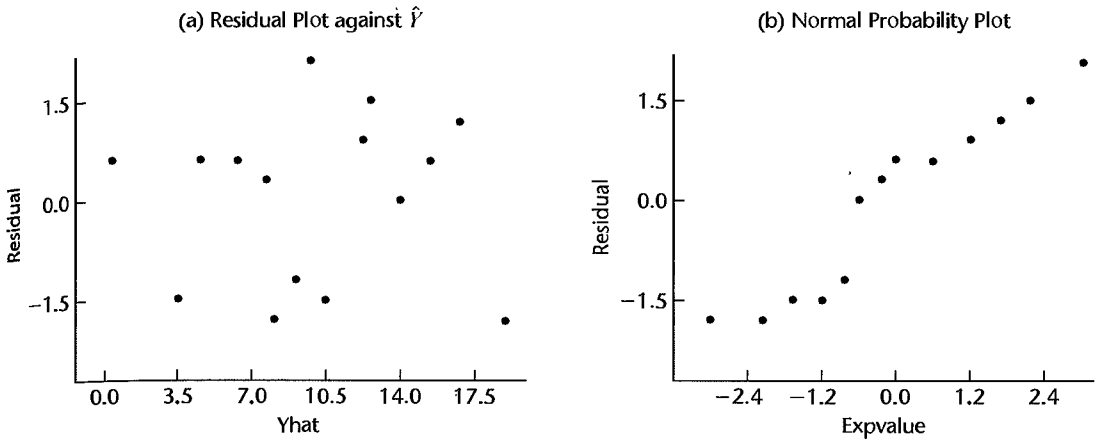 (a) Residual Plot against Ŷ
1.5
0.0
−1.5
Residual
0.0 3.5 7.0 10.5 14.0 17.5
Yhat
(b) Normal Probability Plot
1.5
0.0
−1.5
Residual
−2.4 −1.2 0.0 1.2 2.4
Expvalue